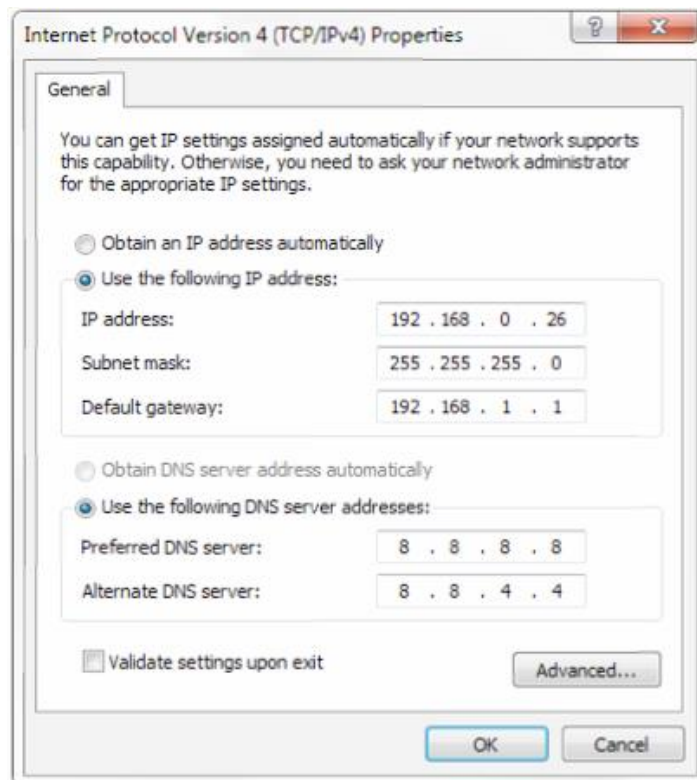 Internet Protocol Version 4 (TCP/IPv4) Properties
General
You can get IP settings assigned automatically if your network supports
this capability. Otherwise, you need to ask your network administrator
for the appropriate IP settings.
Obtain an IP address automatically
Use the following IP address:
IP address: 192 . 168 . 0 . 26
Subnet mask: 255 . 255 . 255 . 0
Default gateway: 192 . 168 . 1 . 1
Obtain DNS server address automatically
Use the following DNS server addresses:
Preferred DNS server: 8 . 8 . 8 . 8
Alternate DNS server: 8 . 8 . 4 . 4
Validate settings upon exit
Advanced...
OK Cancel